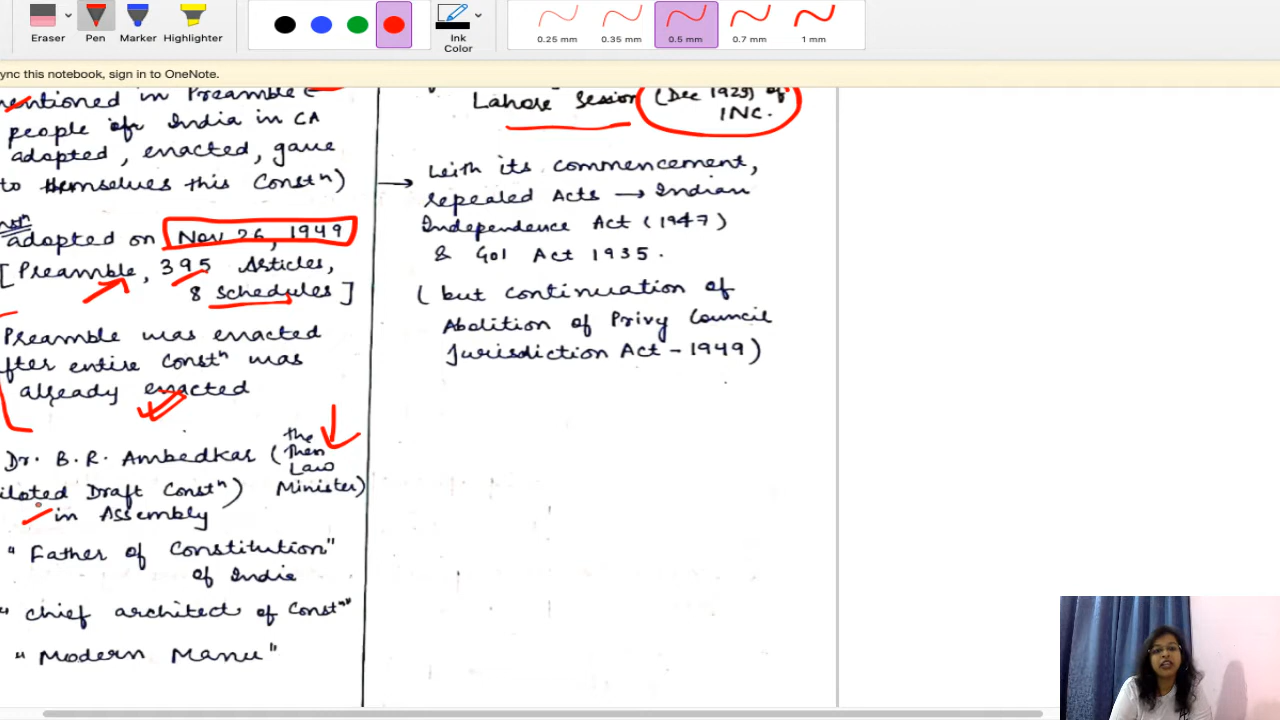 Eraser
Pen
Marker
Highlighter
Ink
Color
0.25 mm
0.35 mm
0.5 mm
0.7 mm
1 mm
ync this notebook, sign in to OneNote.
mentioned in Preamble (
people of India in CA
adopted, enacted, gave
to themselves this Constⁿ)
nstⁿ
adopted on Nov 26, 1949
[Preamble, 395 Articles,
8 schedules]
Preamble was enacted
fter entire Constⁿ was
already enacted
Dr. B. R. Ambedkar (the
Then
Law
Minister)
iloted Draft Constⁿ)
in Assembly
"Father of Constitution"
of India
"chief architect of Constⁿ"
"Modern Manu"
Lahore Session (Dec 1929) of
INC.
→ With its commencement,
repealed Acts → Indian
Independence Act (1947)
& GoI Act 1935.
(but continuation of
Abolition of Privy Council
Jurisdiction Act - 1949)